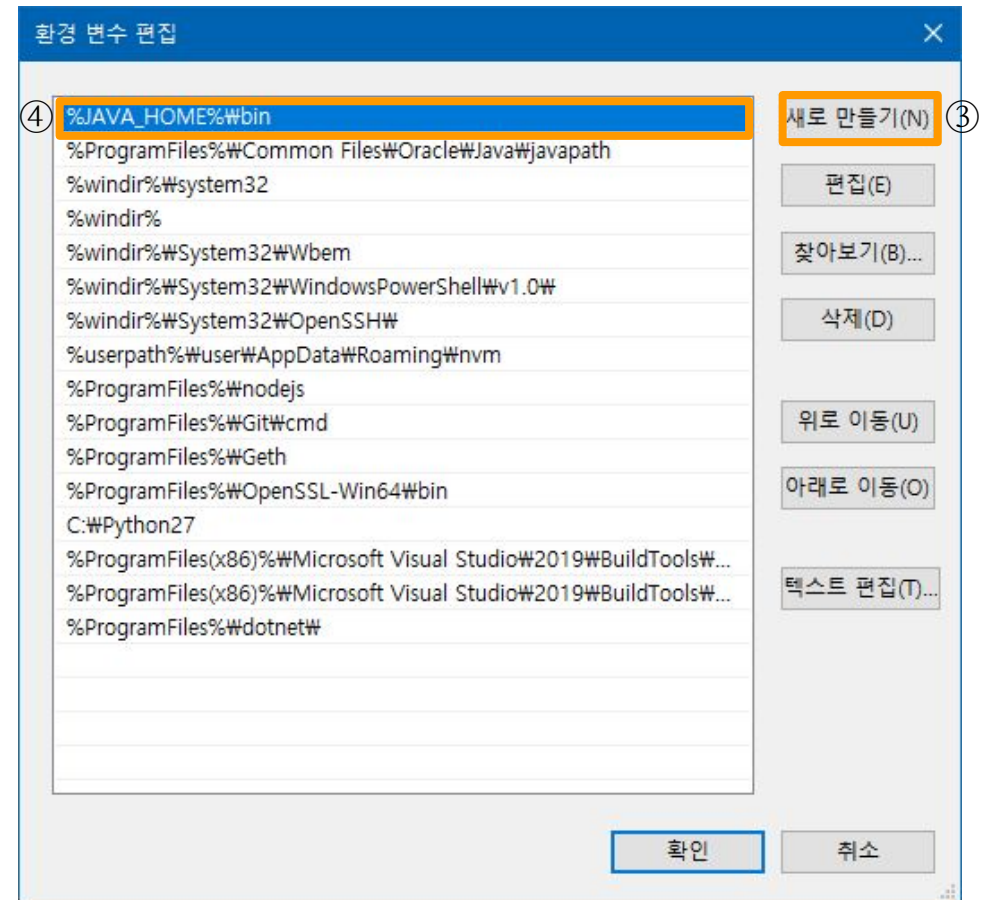 환경 변수 편집
④ %JAVA_HOME%₩bin
새로 만들기(N) ③
%ProgramFiles%₩Common Files₩Oracle₩Java₩javapath
%windir%₩system32
편집(E)
%windir%
%windir%₩System32₩Wbem
찾아보기(B)...
%windir%₩System32₩WindowsPowerShell₩v1.0₩
%windir%₩System32₩OpenSSH₩
삭제(D)
%userpath%₩user₩AppData₩Roaming₩nvm
%ProgramFiles%₩nodejs
%ProgramFiles%₩Git₩cmd
위로 이동(U)
%ProgramFiles%₩Geth
%ProgramFiles%₩OpenSSL-Win64₩bin
아래로 이동(O)
C:₩Python27
%ProgramFiles(x86)%₩Microsoft Visual Studio₩2019₩BuildTools₩...
%ProgramFiles(x86)%₩Microsoft Visual Studio₩2019₩BuildTools₩...
텍스트 편집(T)...
%ProgramFiles%₩dotnet₩
확인
취소